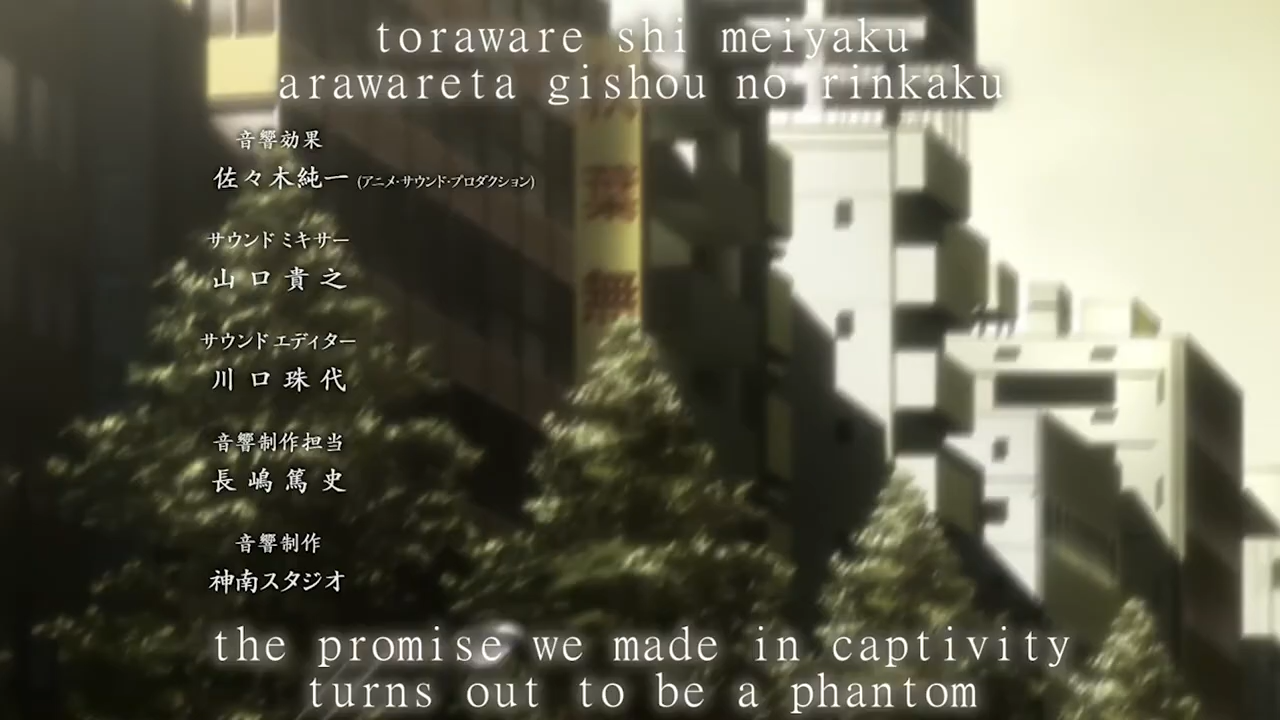 toraware shi meiyaku
arawareta gishou no rinkaku
音響効果
佐々木純一 (アニメ・サウンド・プロダクション)
サウンド ミキサー
山口貴之
サウンド エディター
川口珠代
音響制作担当
長嶋篤史
音響制作
神南スタジオ
葉
無
the promise we made in captivity
turns out to be a phantom